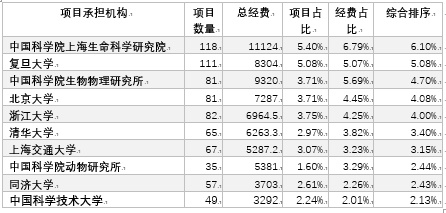 项目承担机构 项目数量 总经费 项目占比 经费占比 综合排序
中国科学院上海生命科学研究院 118 11124 5.40% 6.79% 6.10%
复旦大学 111 8304 5.08% 5.07% 5.08%
中国科学院生物物理研究所 81 9320 3.71% 5.69% 4.70%
北京大学 81 7287 3.71% 4.45% 4.08%
浙江大学 82 6964.5 3.75% 4.25% 4.00%
清华大学 65 6263.3 2.97% 3.82% 3.40%
上海交通大学 67 5287.2 3.07% 3.23% 3.15%
中国科学院动物研究所 35 5381 1.60% 3.29% 2.44%
同济大学 57 3703 2.61% 2.26% 2.43%
中国科学技术大学 49 3292 2.24% 2.01% 2.13%